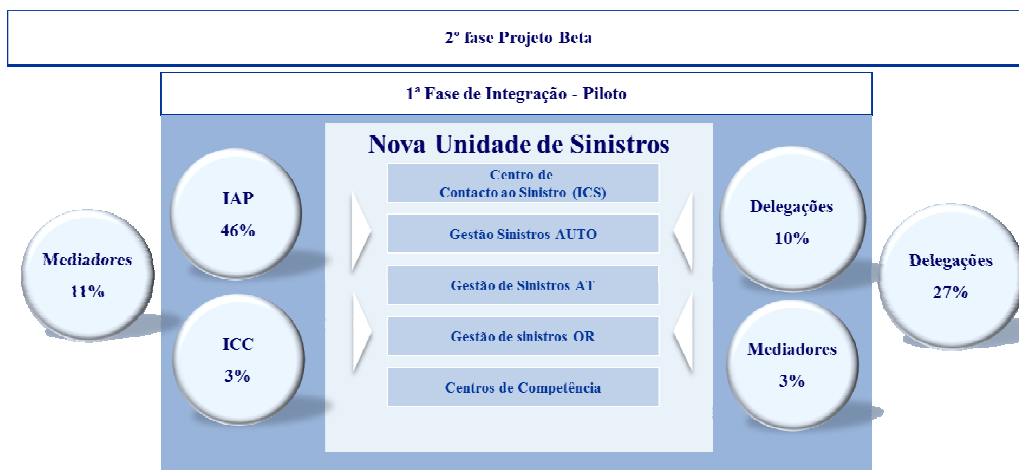 2ª fase Projeto Beta
1ª Fase de Integração - Piloto
Nova Unidade de Sinistros
Centro de
Contacto ao Sinistro (ICS)
Gestão Sinistros AUTO
Gestão de Sinistros AT
Gestão de sinistros OR
Centros de Competência
Mediadores
11%
IAP
46%
ICC
3%
Delegações
10%
Mediadores
3%
Delegações
27%